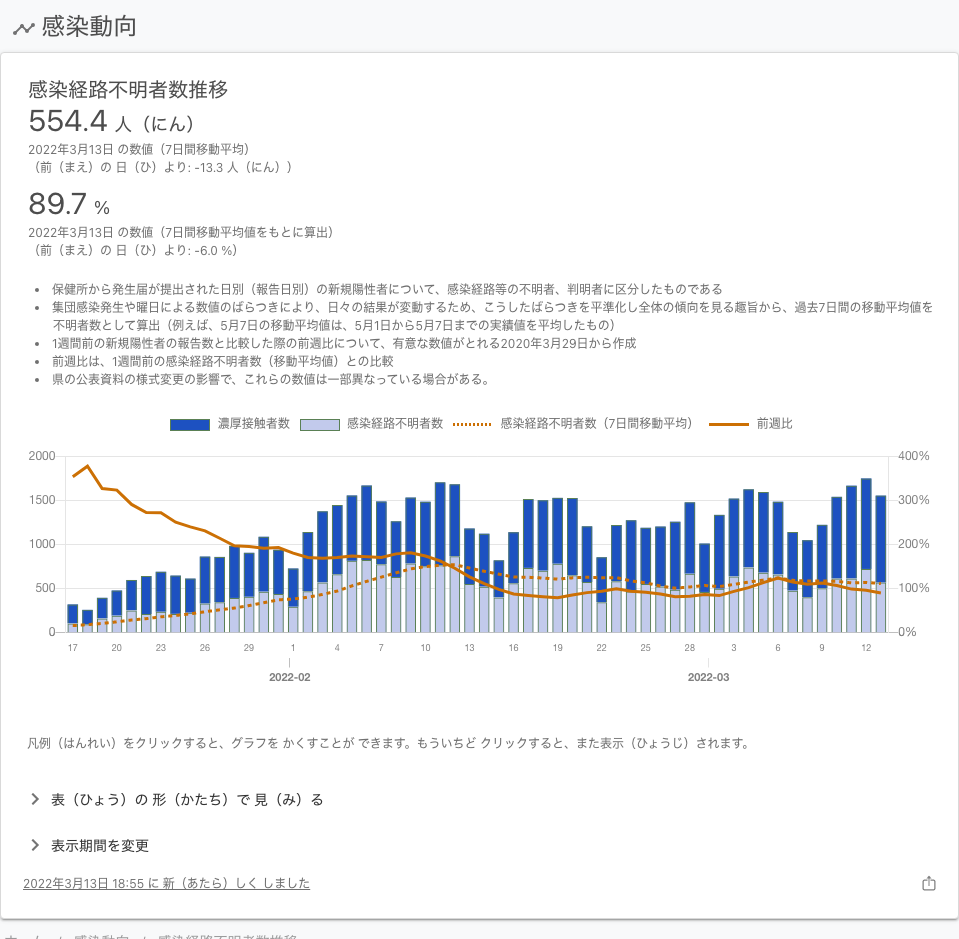 感染動向
感染経路不明者数推移
554.4 人（にん）
2022年3月13日 の数値（7日間移動平均）
（前（まえ）の 日（ひ）より: -13.3 人（にん））
89.7 %
2022年3月13日 の数値（7日間移動平均値をもとに算出）
（前（まえ）の 日（ひ）より: -6.0 %）
• 保健所から発生届が提出された日別（報告日別）の新規陽性者について、感染経路等の不明者、判明者に区分したものである
• 集団感染発生や曜日による数値のばらつきにより、日々の結果が変動するため、こうしたばらつきを平準化し全体の傾向を見る趣旨から、過去7日間の移動平均値を
不明者数として算出（例えば、5月7日の移動平均値は、5月1日から5月7日までの実績値を平均したもの）
• 1週間前の新規陽性者の報告数と比較した際の前週比について、有意な数値がとれる2020年3月29日から作成
• 前週比は、1週間前の感染経路不明者数（移動平均値）との比較
• 県の公表資料の様式変更の影響で、これらの数値は一部異なっている場合がある。
濃厚接触者数 感染経路不明者数 感染経路不明者数（7日間移動平均） 前週比
2000 400%
1500 300%
1000 200%
500 100%
0 0%
17 20 23 26 29 1 4 7 10 13 16 19 22 25 28 3 6 9 12
2022-02 2022-03
凡例（はんれい）をクリックすると、グラフを かくすことが できます。もういちど クリックすると、また表示（ひょうじ）されます。
表（ひょう）の 形（かたち）で 見（み）る
表示期間を変更
2022年3月13日 18:55 に 新（あたら）しく しました